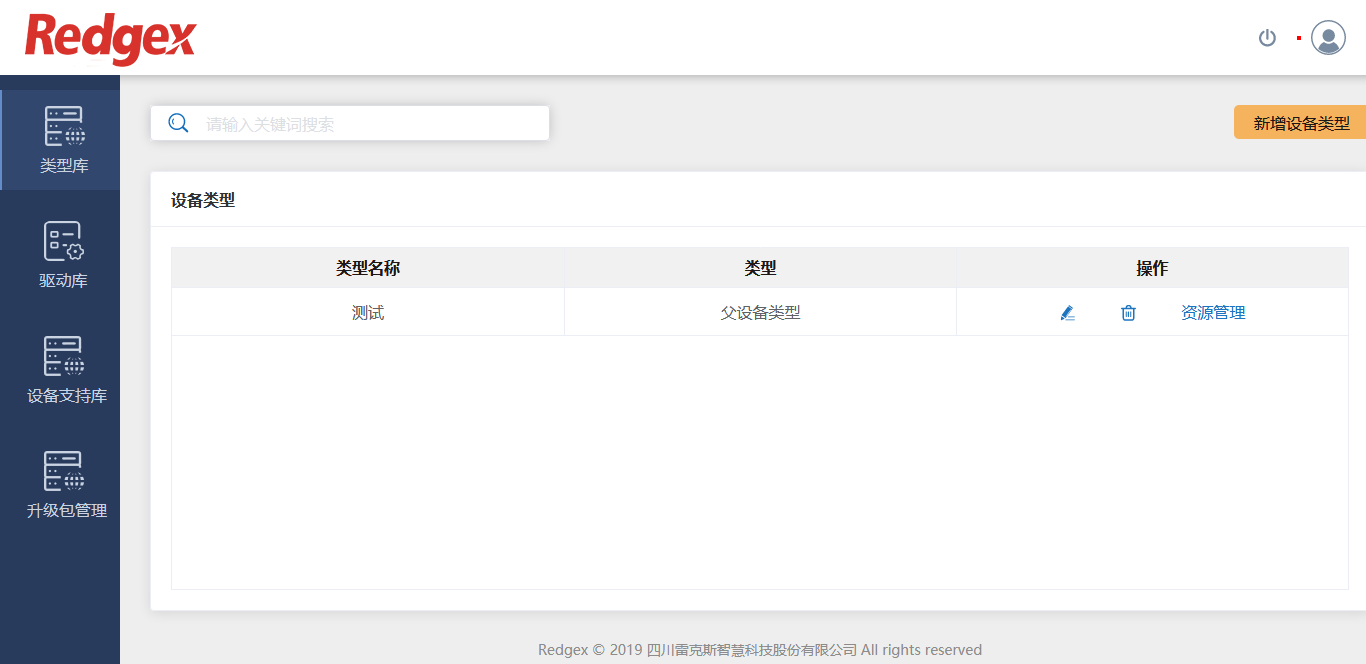 Redgex
类型库
驱动库
设备支持库
升级包管理
请输入关键词搜索
新增设备类型
设备类型
类型名称 类型 操作
测试 父设备类型 资源管理
Redgex © 2019 四川雷克斯智慧科技股份有限公司 All rights reserved